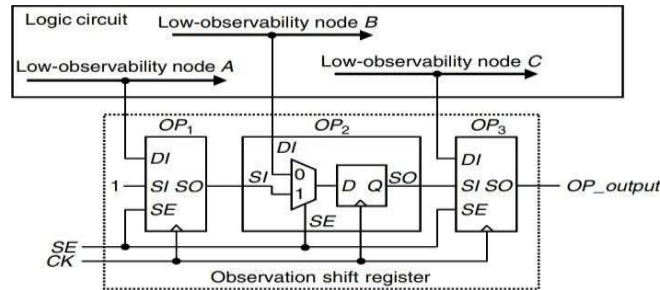 Logic circuit
Low-observability node B
Low-observability node A
Low-observability node C
OP1
OP2
OP3
DI
SI SO
SE
1
DI
SI
0
1
SE
D Q
SO
DI
SI SO
SE
OP_output
SE
CK
Observation shift register